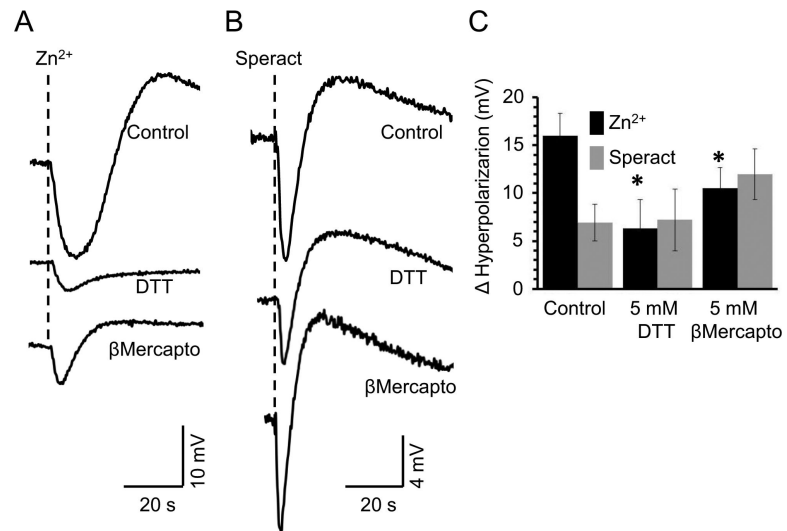 A
B
C
Zn²⁺
Control
DTT
βMercapto
10 mV
20 s
Speract
Control
DTT
βMercapto
4 mV
20 s
Δ Hyperpolarizarion (mV)
20
15
10
5
0
Zn²⁺
Speract
*
*
Control
5 mM
DTT
5 mM
βMercapto